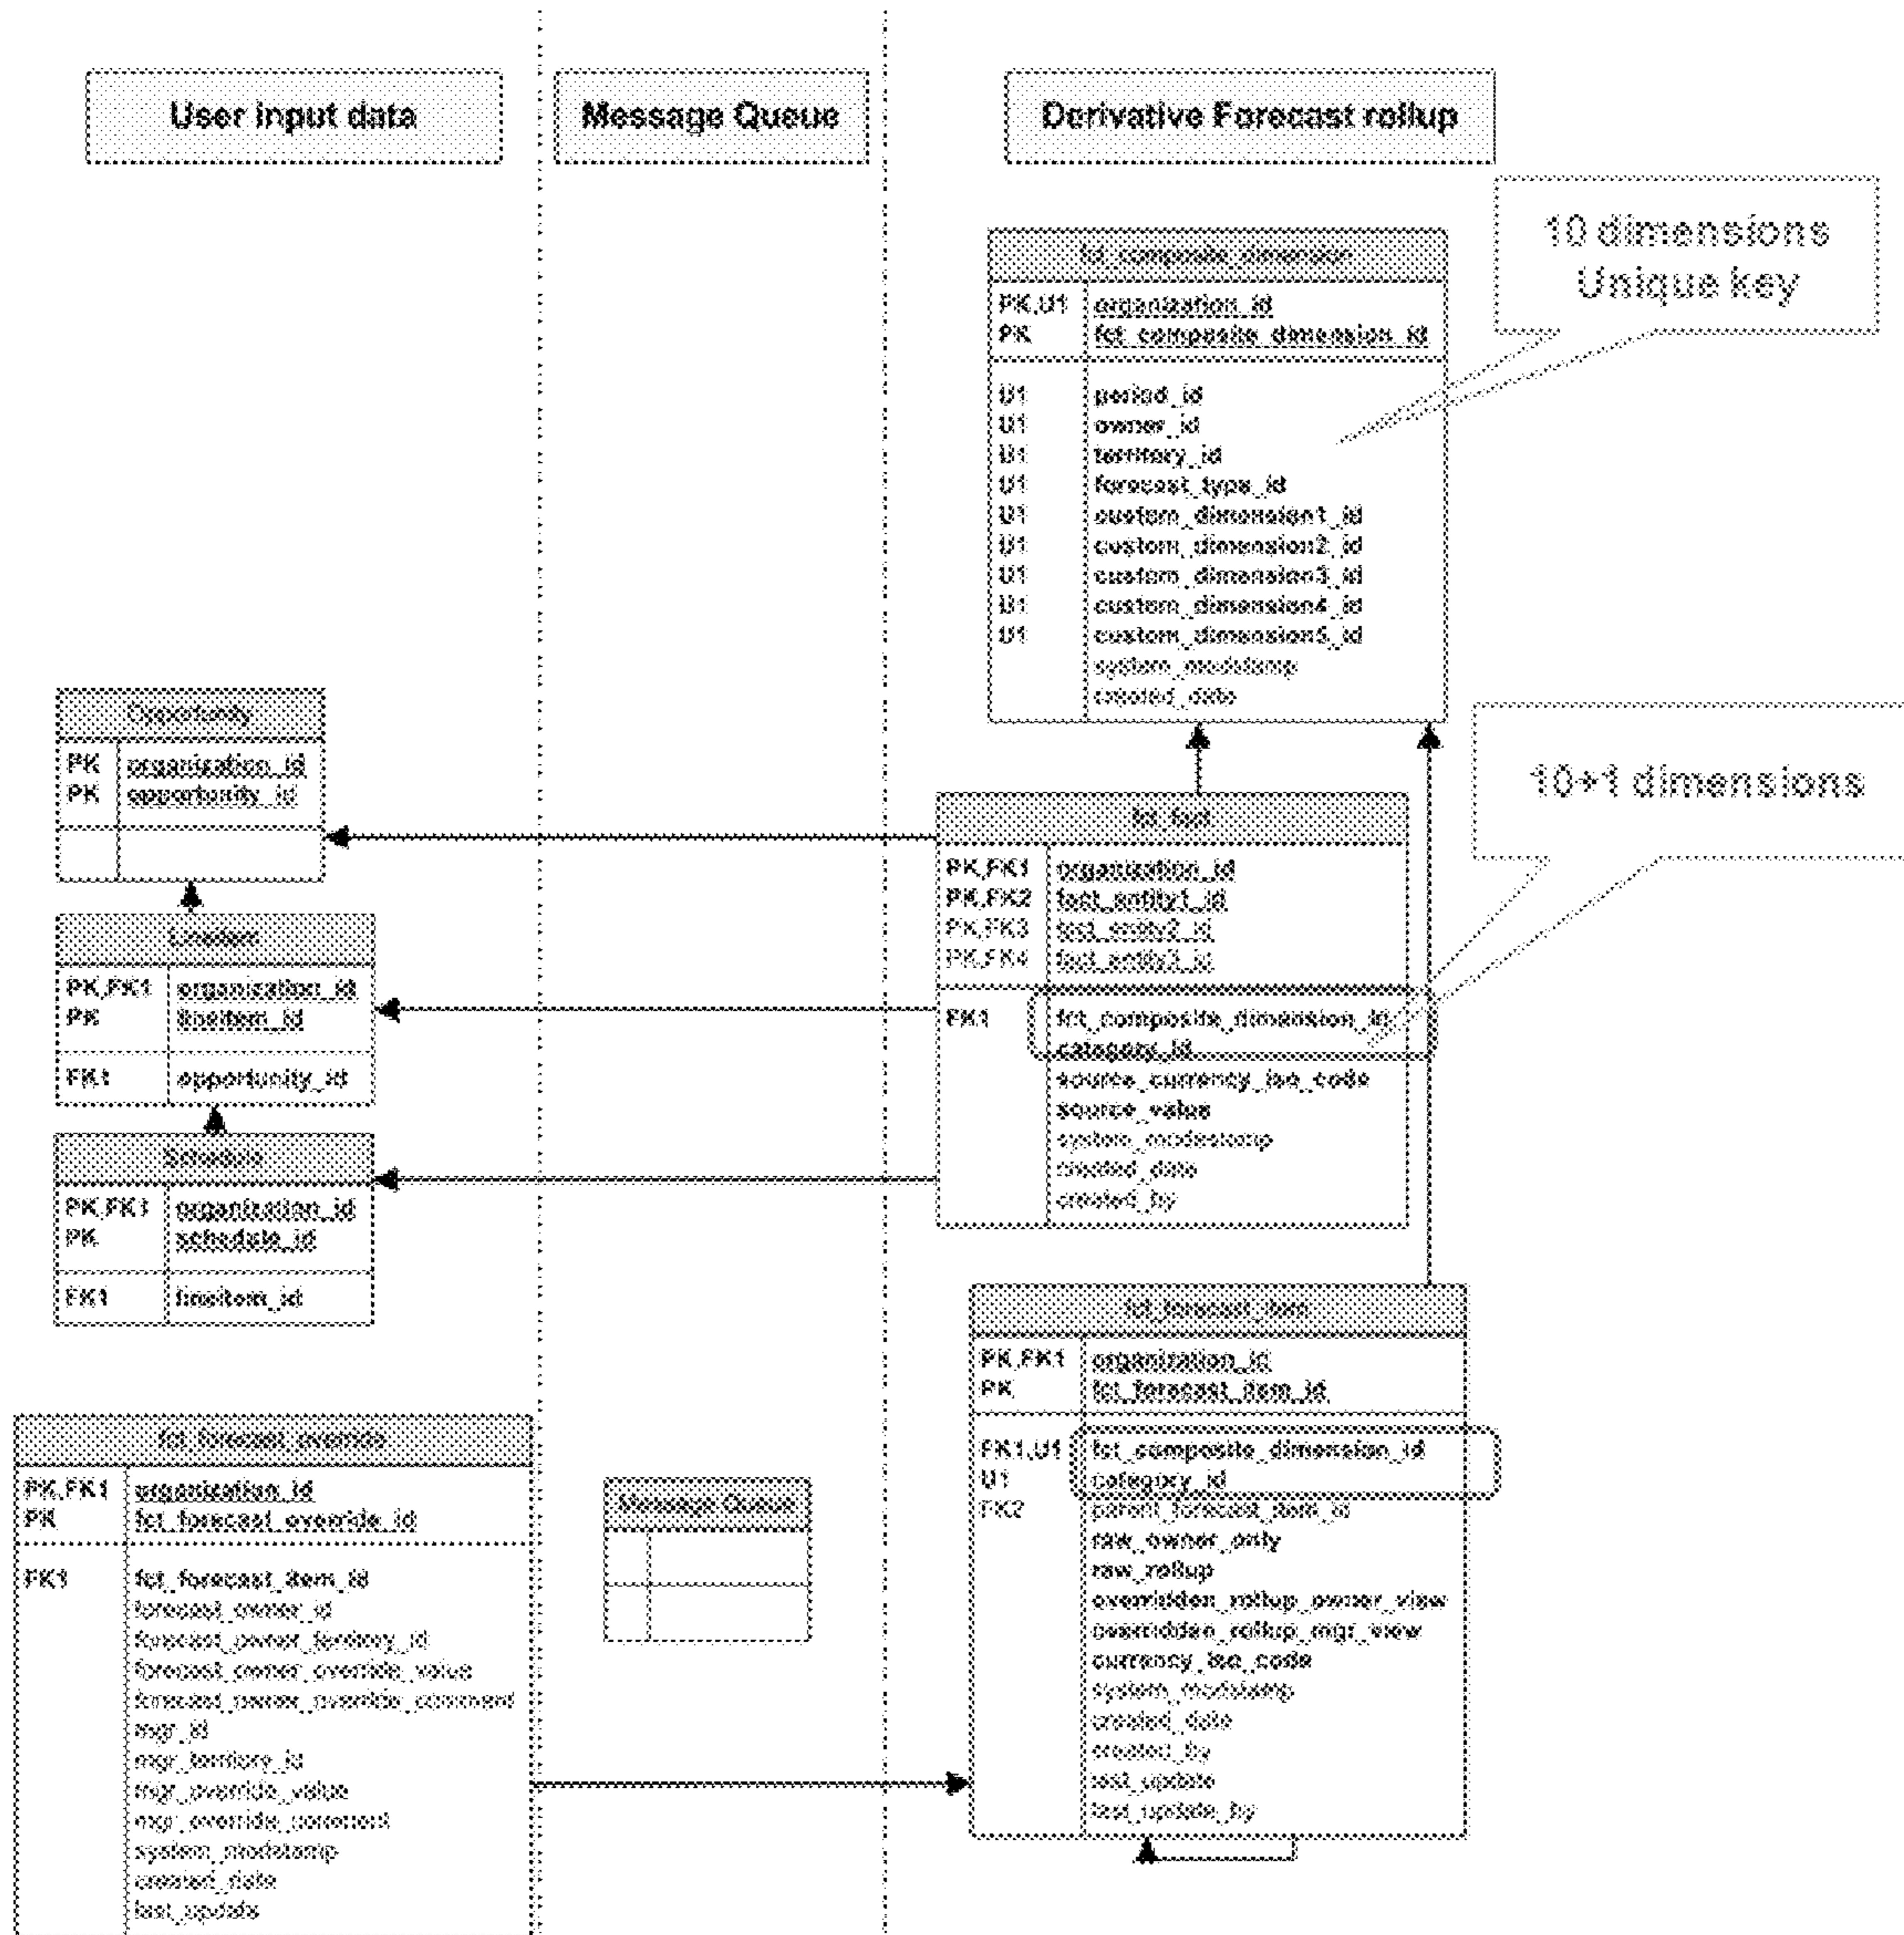 User input data
Message Queue
Derivative Forecast rollup
10 dimensions
Unique key
fct_composite_dimension
PK,U1 organization_id
PK fct_composite_dimension_id
U1 period_id
U1 owner_id
U1 territory_id
U1 forecast_type_id
U1 custom_dimension1_id
U1 custom_dimension2_id
U1 custom_dimension3_id
U1 custom_dimension4_id
U1 custom_dimension5_id
system_modstamp
created_date
10+1 dimensions
Opportunity
PK organization_id
PK opportunity_id
fct_fact
PK,FK1 organization_id
PK,FK2 fact_entity1_id
PK,FK3 fact_entity2_id
PK,FK4 fact_entity3_id
FK1 fct_composite_dimension_id
category_id
source_currency_iso_code
source_value
system_modestamp
created_date
created_by
LineItem
PK,FK1 organization_id
PK lineitem_id
FK1 opportunity_id
Schedule
PK,FK1 organization_id
PK schedule_id
FK1 lineitem_id
fct_forecast_item
PK,FK1 organization_id
PK fct_forecast_item_id
FK1,U1 fct_composite_dimension_id
U1 category_id
FK2 parent_forecast_item_id
raw_owner_only
raw_rollup
overridden_rollup_owner_view
overridden_rollup_mgr_view
currency_iso_code
system_modstamp
created_date
created_by
last_update
last_update_by
fct_forecast_override
PK,FK1 organization_id
PK fct_forecast_override_id
FK1 fct_forecast_item_id
forecast_owner_id
forecast_owner_territory_id
forecast_owner_override_value
forecast_owner_override_comment
mgr_id
mgr_territory_id
mgr_override_value
mgr_override_comment
system_modstamp
created_date
last_update
Message Queue